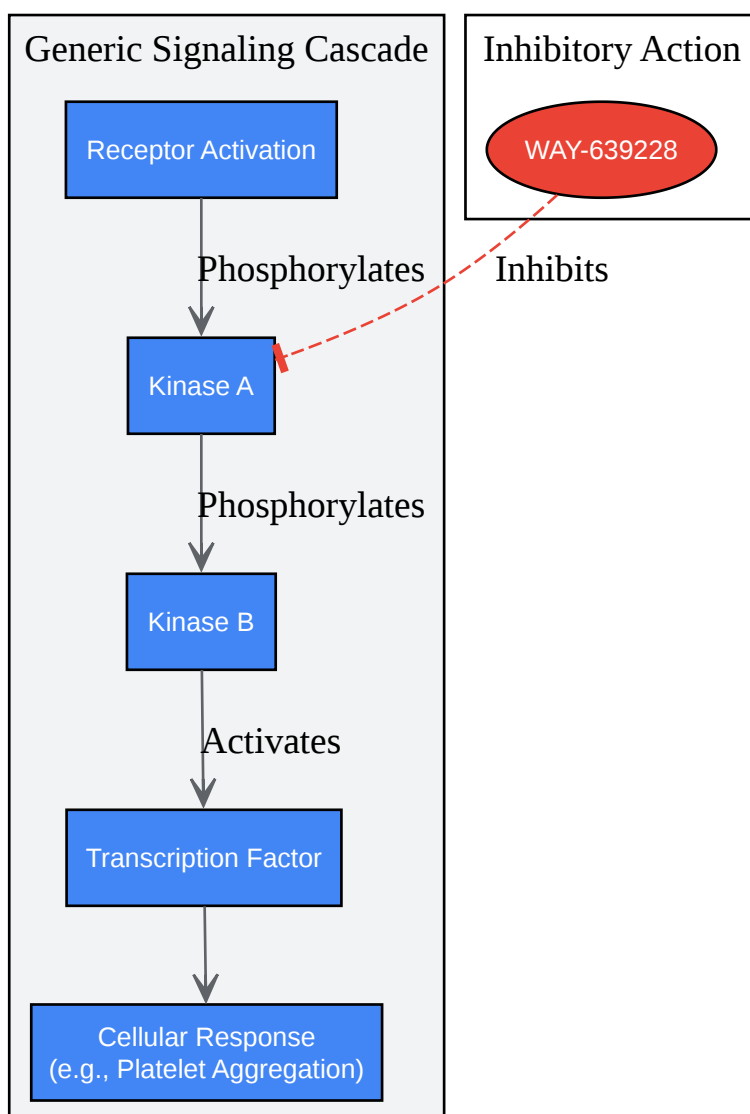 Generic Signaling Cascade
Receptor Activation
Phosphorylates
Kinase A
Phosphorylates
Kinase B
Activates
Transcription Factor
Cellular Response
(e.g., Platelet Aggregation)
Inhibitory Action
WAY-639228
Inhibits